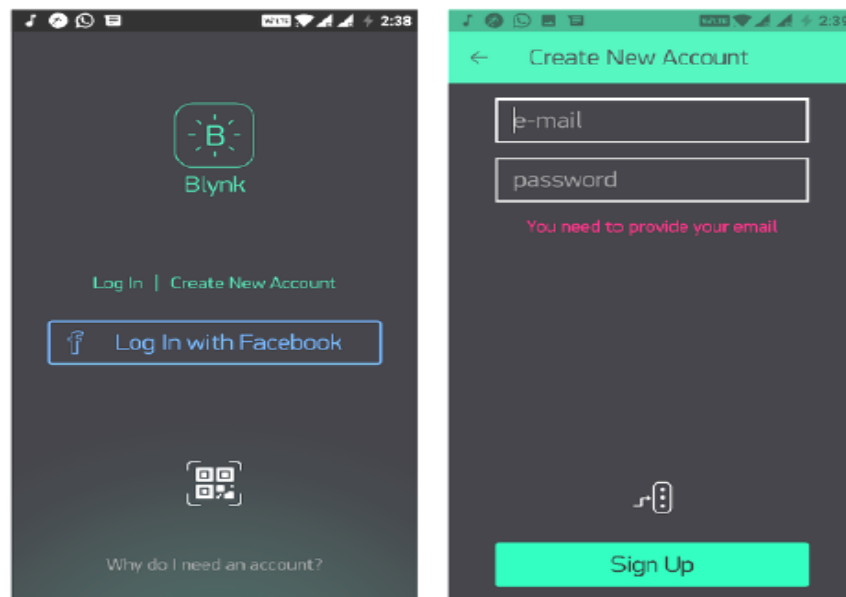 2:38
B
Blynk
Log In | Create New Account
f Log In with Facebook
Why do I need an account?
2:39
Create New Account
e-mail
password
You need to provide your email
Sign Up